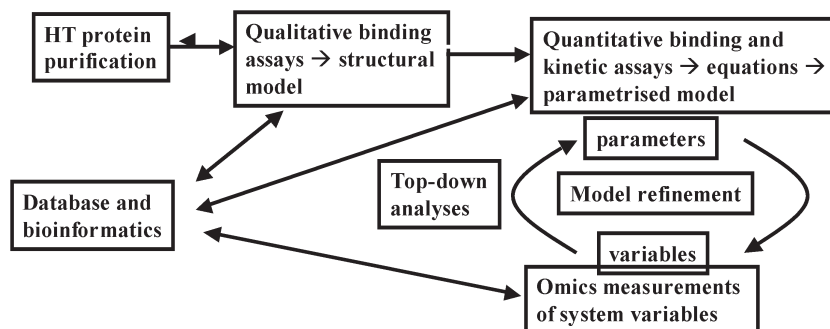 HT protein
purification
Qualitative binding
assays → structural
model
Quantitative binding and
kinetic assays → equations →
parametrised model
parameters
Top-down
analyses
Model refinement
Database and
bioinformatics
variables
Omics measurements
of system variables